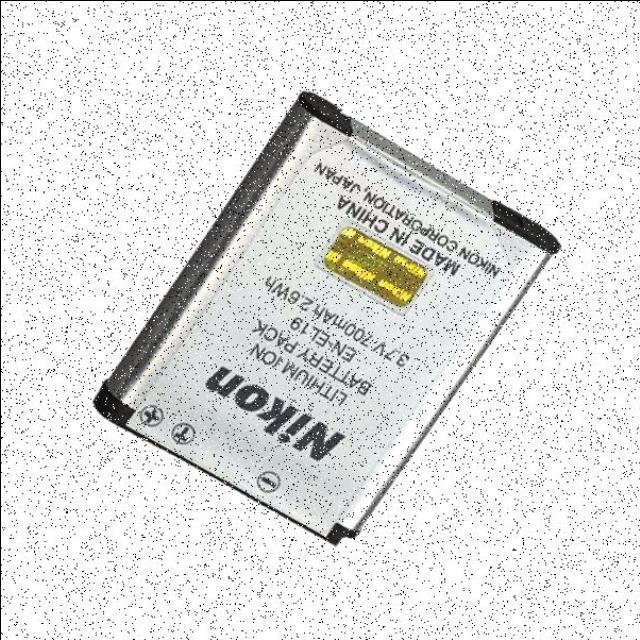 Nikon
LITHIUM-ION
BATTERY PACK
EN-EL19
3.7V 700mAh 2.6Wh
MADE IN CHINA
NIKON CORPORATION, JAPAN